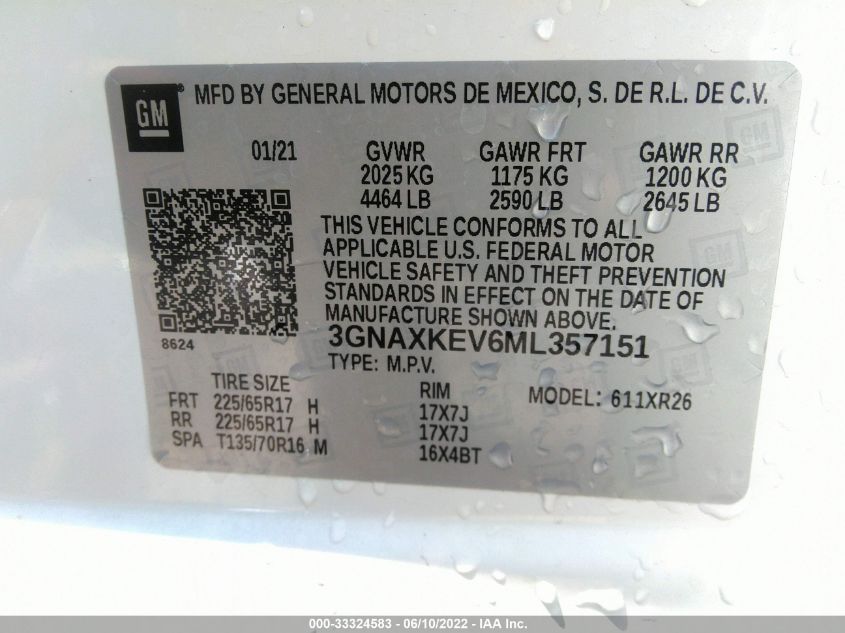 GM
MFD BY GENERAL MOTORS DE MEXICO, S. DE R.L. DE C.V.
01/21 GVWR GAWR FRT GAWR RR
2025 KG 1175 KG 1200 KG
4464 LB 2590 LB 2645 LB
THIS VEHICLE CONFORMS TO ALL
APPLICABLE U.S. FEDERAL MOTOR
VEHICLE SAFETY AND THEFT PREVENTION
STANDARDS IN EFFECT ON THE DATE OF
MANUFACTURE SHOWN ABOVE.
8624
3GNAXKEV6ML357151
TYPE: M.P.V.
TIRE SIZE RIM MODEL: 611XR26
FRT 225/65R17 H 17X7J
RR 225/65R17 H 17X7J
SPA T135/70R16 M 16X4BT
000-33324583 - 06/10/2022 - IAA Inc.